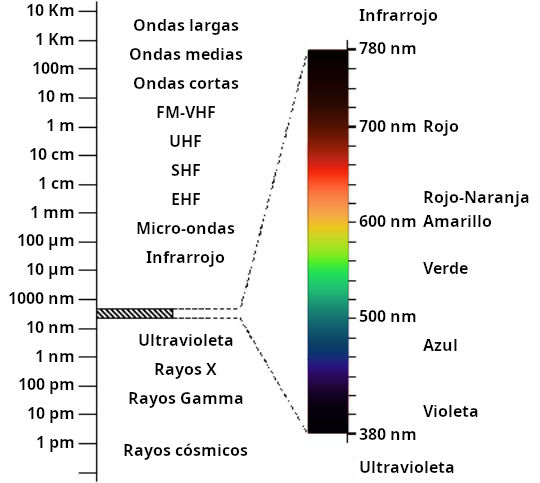 10 Km
Ondas largas
1 Km
Ondas medias
100m
Ondas cortas
10 m
FM-VHF
1 m
UHF
10 cm
SHF
1 cm
EHF
1 mm
Micro-ondas
100 µm
Infrarrojo
10 µm
1000 nm
10 nm
Ultravioleta
1 nm
Rayos X
100 pm
Rayos Gamma
10 pm
1 pm
Rayos cósmicos
Infrarrojo
780 nm
700 nm Rojo
Rojo-Naranja
600 nm Amarillo
Verde
500 nm
Azul
Violeta
380 nm
Ultravioleta